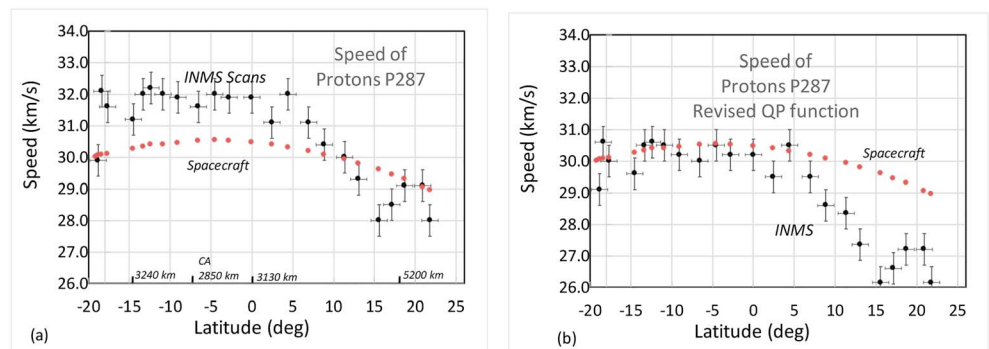 34.0
33.0
32.0
31.0
30.0
29.0
28.0
27.0
26.0
Speed (km/s)
INMS Scans
Speed of
Protons P287
Spacecraft
CA
3240 km
2850 km
3130 km
5200 km
-20 -15 -10 -5 0 5 10 15 20 25
Latitude (deg)
(a)
34.0
33.0
32.0
31.0
30.0
29.0
28.0
27.0
26.0
Speed (km/s)
Speed of
Protons P287
Revised QP function
Spacecraft
INMS
-20 -15 -10 -5 0 5 10 15 20 25
Latitude (deg)
(b)